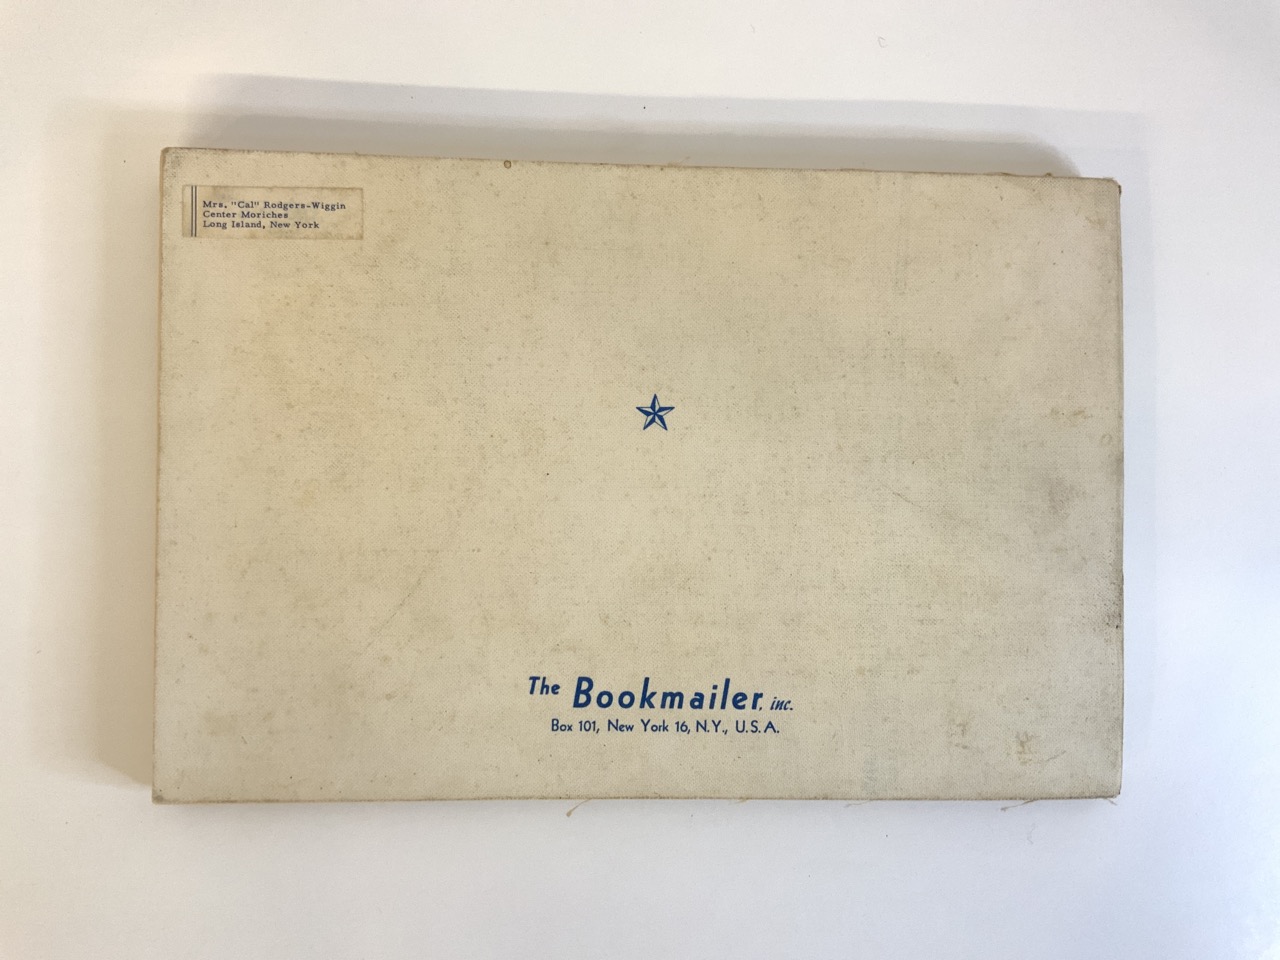 Mrs. "Cal" Rodgers-Wiggin
Center Moriches
Long Island, New York
The Bookmailer, inc.
Box 101, New York 16, N.Y., U.S.A.